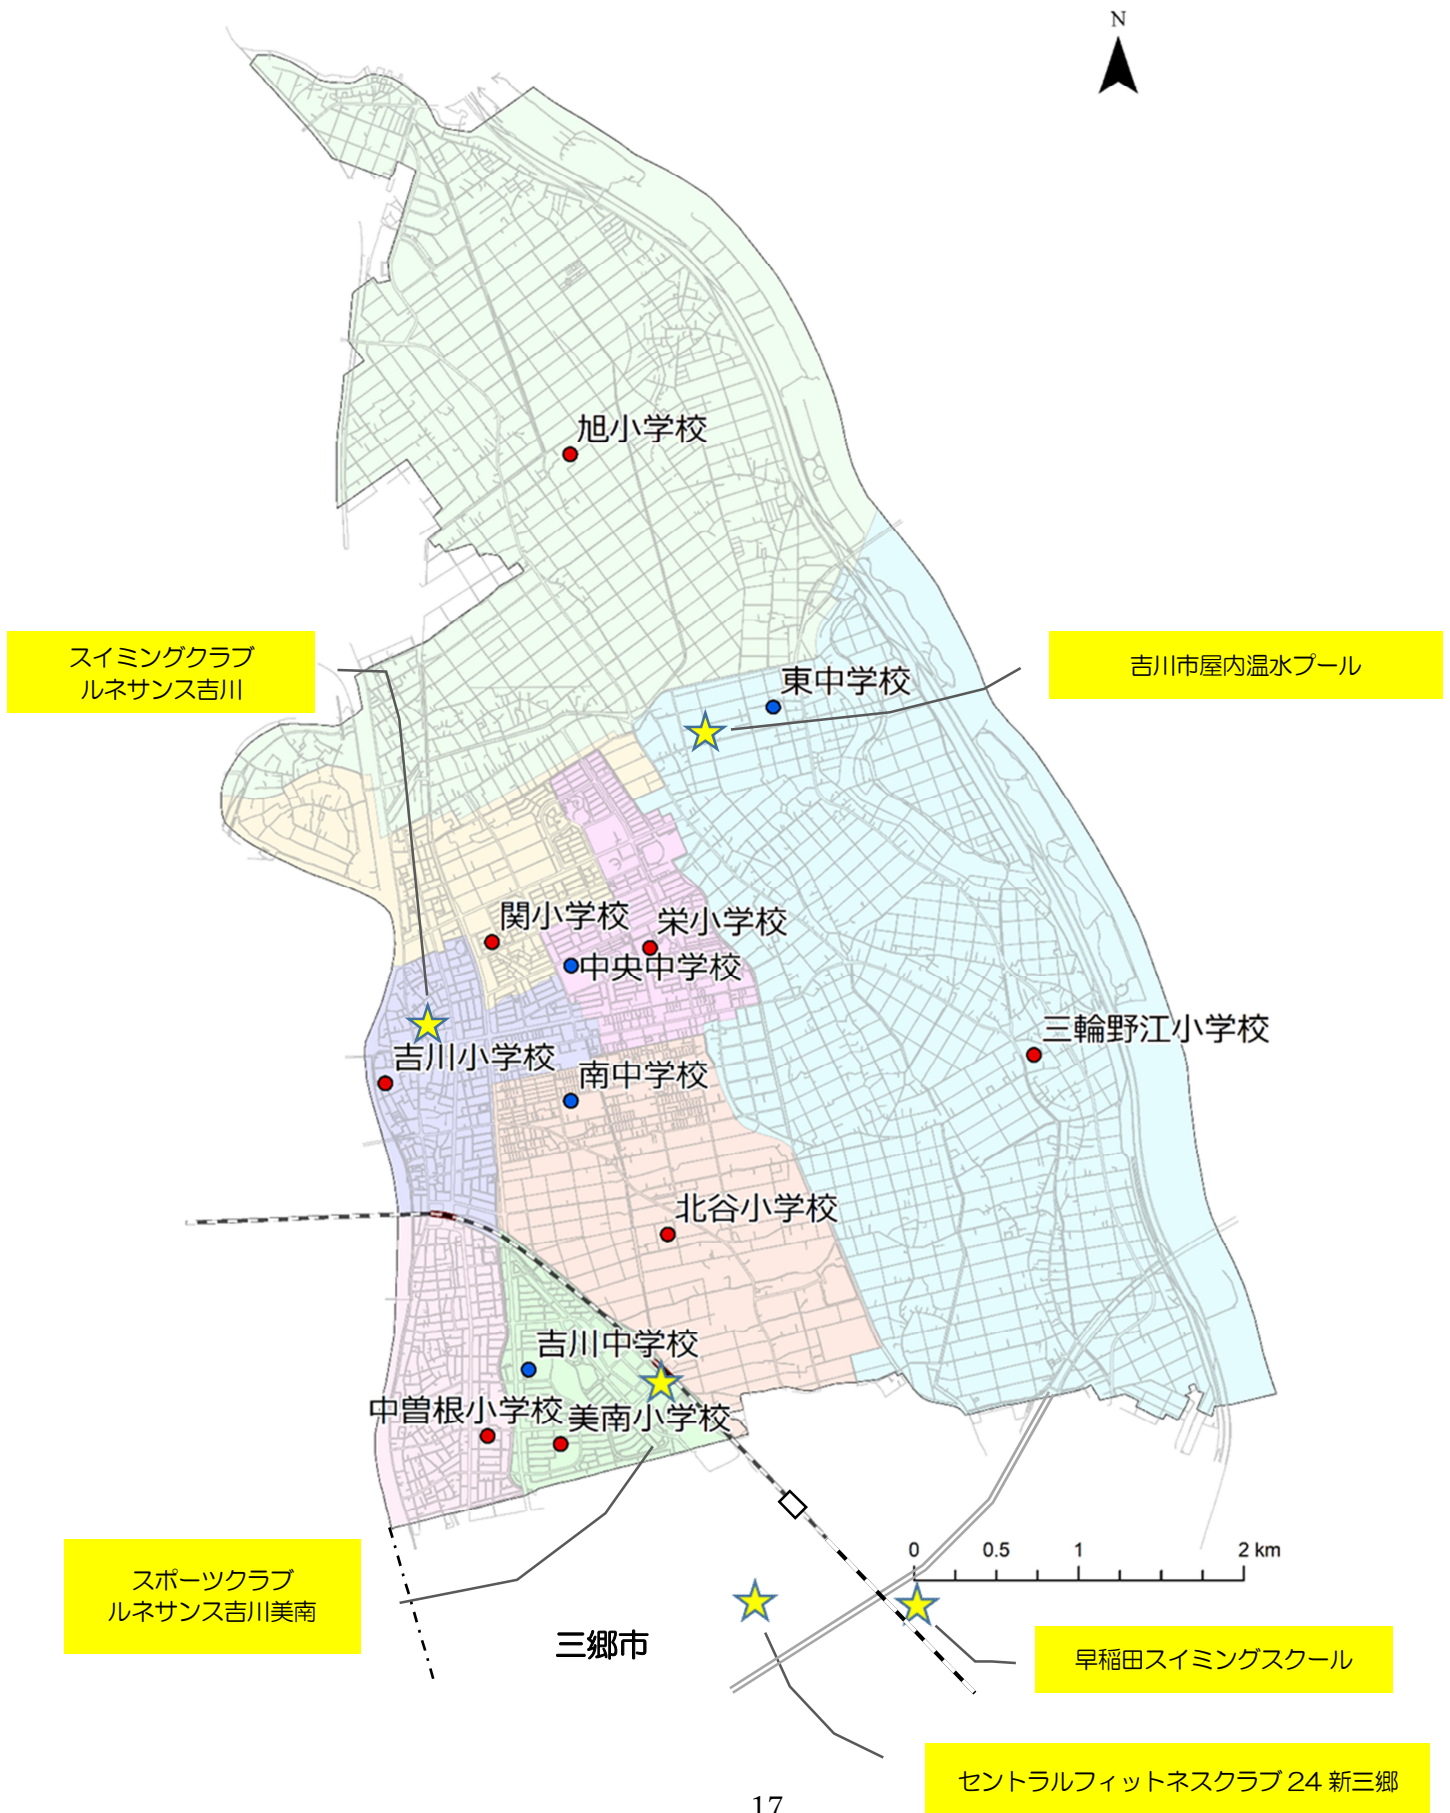 N
旭小学校
スイミングクラブ
ルネサンス吉川
吉川市屋内温水プール
東中学校
関小学校
栄小学校
中央中学校
三輪野江小学校
吉川小学校
南中学校
北谷小学校
吉川中学校
中曽根小学校
美南小学校
0 0.5 1 2 km
スポーツクラブ
ルネサンス吉川美南
三郷市
早稲田スイミングスクール
セントラルフィットネスクラブ 24 新三郷
17